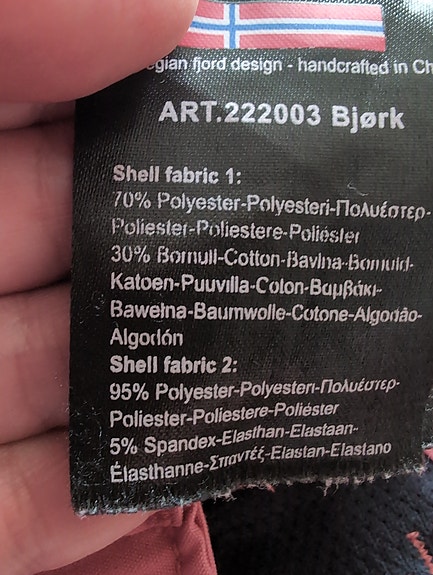 gian fjord design - handcrafted in Ch
ART.222003 Bjørk
Shell fabric 1:
70% Polyester-Polyesteri-Πολυέστερ-
Poliester-Poliestere-Poliéster
30% Bomull-Cotton-Bavlna-Bomuld-
Katoen-Puuvilla-Coton-Βαμβάκι-
Bawełna-Baumwolle-Cotone-Algodão-
Algodón
Shell fabric 2:
95% Polyester-Polyesteri-Πολυέστερ-
Poliester-Poliestere-Poliéster
5% Spandex-Elasthan-Elastaan-
Élasthanne-Σπαντέξ-Elastan-Elastano